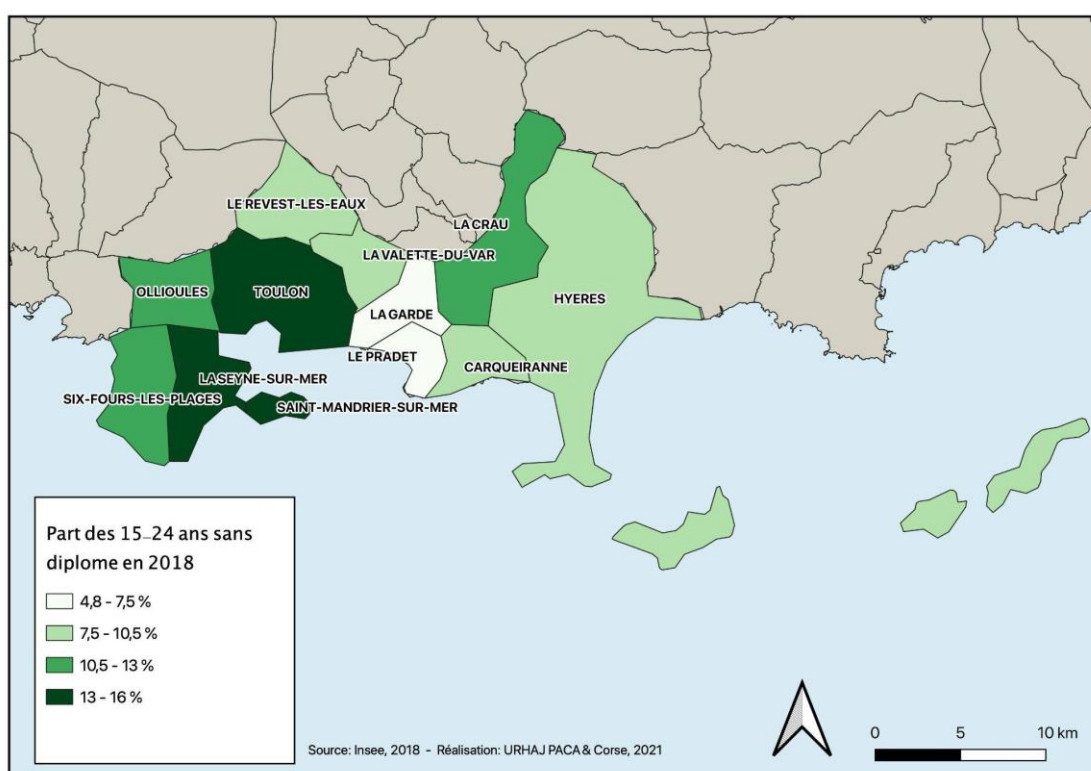 LE REVEST-LES-EAUX
LA CRAU
LA VALETTE-DU-VAR
OLLIOULES
TOULON
HYERES
LA GARDE
LE PRADET
CARQUEIRANNE
LA SEYNE-SUR-MER
SIX-FOURS-LES-PLAGES
SAINT-MANDRIER-SUR-MER
Part des 15-24 ans sans
diplome en 2018
4,8 - 7,5 %
7,5 - 10,5 %
10,5 - 13 %
13 - 16 %
Source: Insee, 2018 - Réalisation: URHAJ PACA & Corse, 2021
0 5 10 km